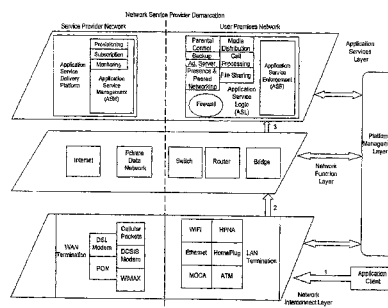 Network Service Provider Demarcation
Service Provider Network
User Premises Network
Application Service Delivery Platform
Provisioning
Subscription
Monitoring
Application Service Management (ASM)
Parental Control
Backup
Ad. Server
Presence & Peered Networking
Firewall
Media Distribution
Call Processing
File Sharing
Application Service Logic (ASL)
Application Service Enforcement (ASE)
Application Services Layer
3
Internet
Private Data Network
Switch
Router
Bridge
Network Function Layer
Platform Management Layer
2
WAN Termination
DSL Modem
PON
Cellular Packets
DOCSIS Modem
WiMAX
WiFi
HPNA
Ethernet
HomePlug
MOCA
ATM
LAN Termination
1
Application Client
Network Interconnect Layer